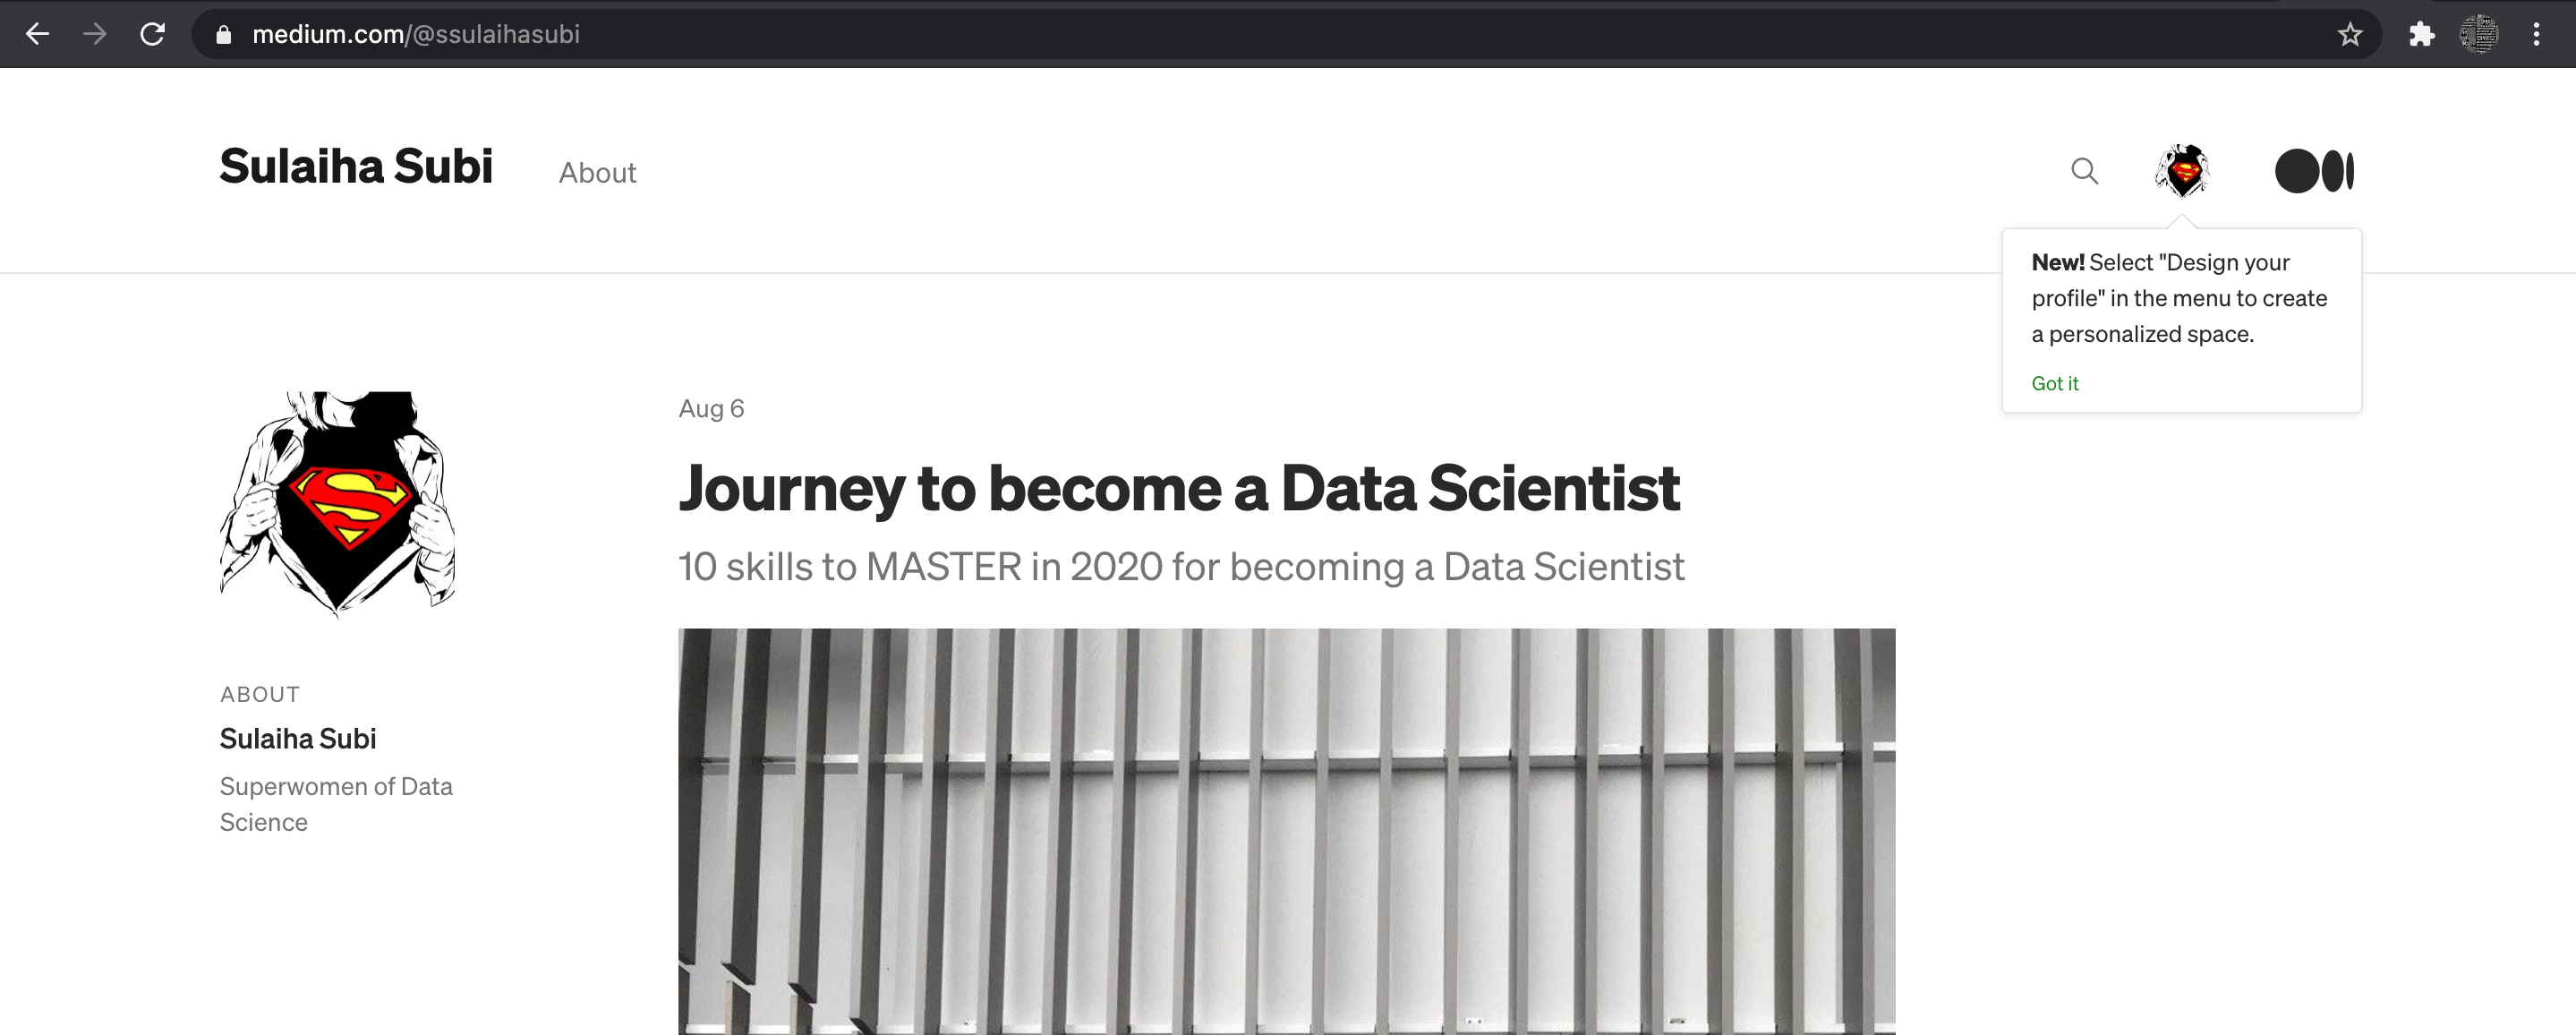 medium.com/@ssulaihasubi
Sulaiha Subi
About
New! Select "Design your
profile" in the menu to create
a personalized space.
Got it
Aug 6
Journey to become a Data Scientist
10 skills to MASTER in 2020 for becoming a Data Scientist
ABOUT
Sulaiha Subi
Superwomen of Data
Science